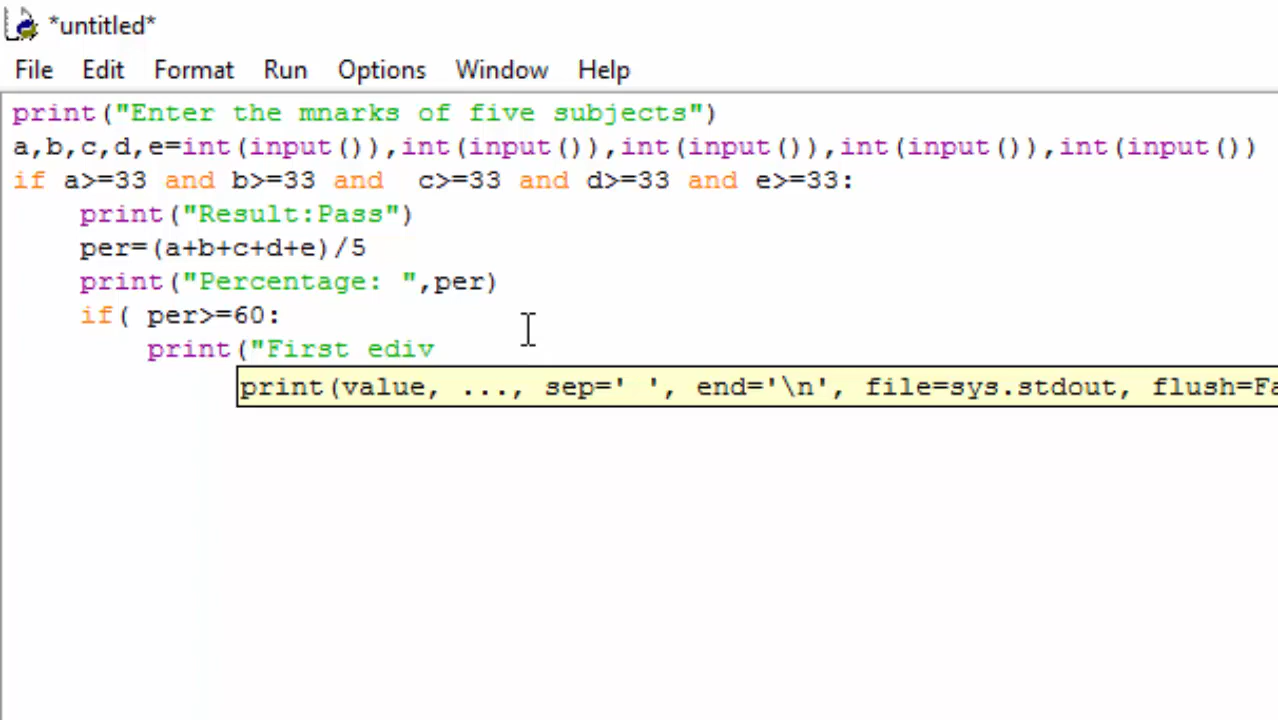 *untitled*
File Edit Format Run Options Window Help
print("Enter the mnarks of five subjects")
a,b,c,d,e=int(input()),int(input()),int(input()),int(input()),int(input())
if a>=33 and b>=33 and  c>=33 and d>=33 and e>=33:
    print("Result:Pass")
    per=(a+b+c+d+e)/5
    print("Percentage: ",per)
    if( per>=60:
        print("First ediv
print(value, ..., sep=' ', end='\n', file=sys.stdout, flush=Fa